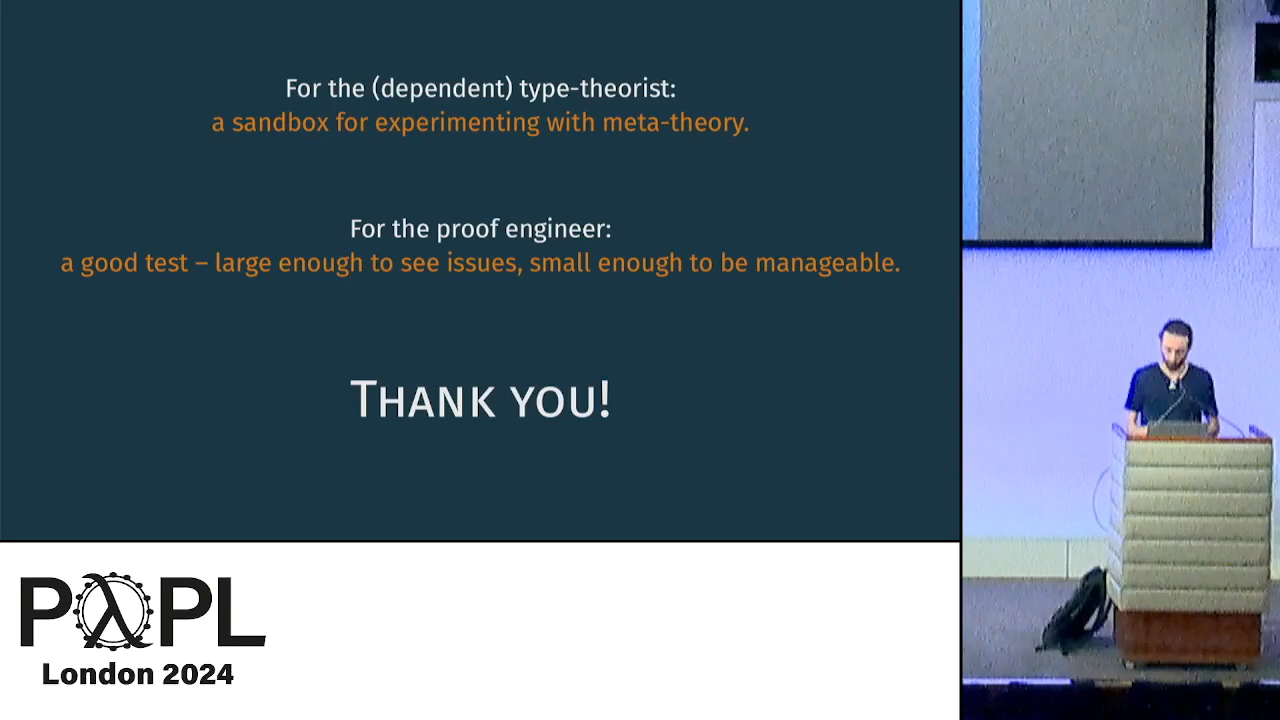 For the (dependent) type-theorist:
a sandbox for experimenting with meta-theory.
For the proof engineer:
a good test – large enough to see issues, small enough to be manageable.
THANK YOU!
PλPL
London 2024